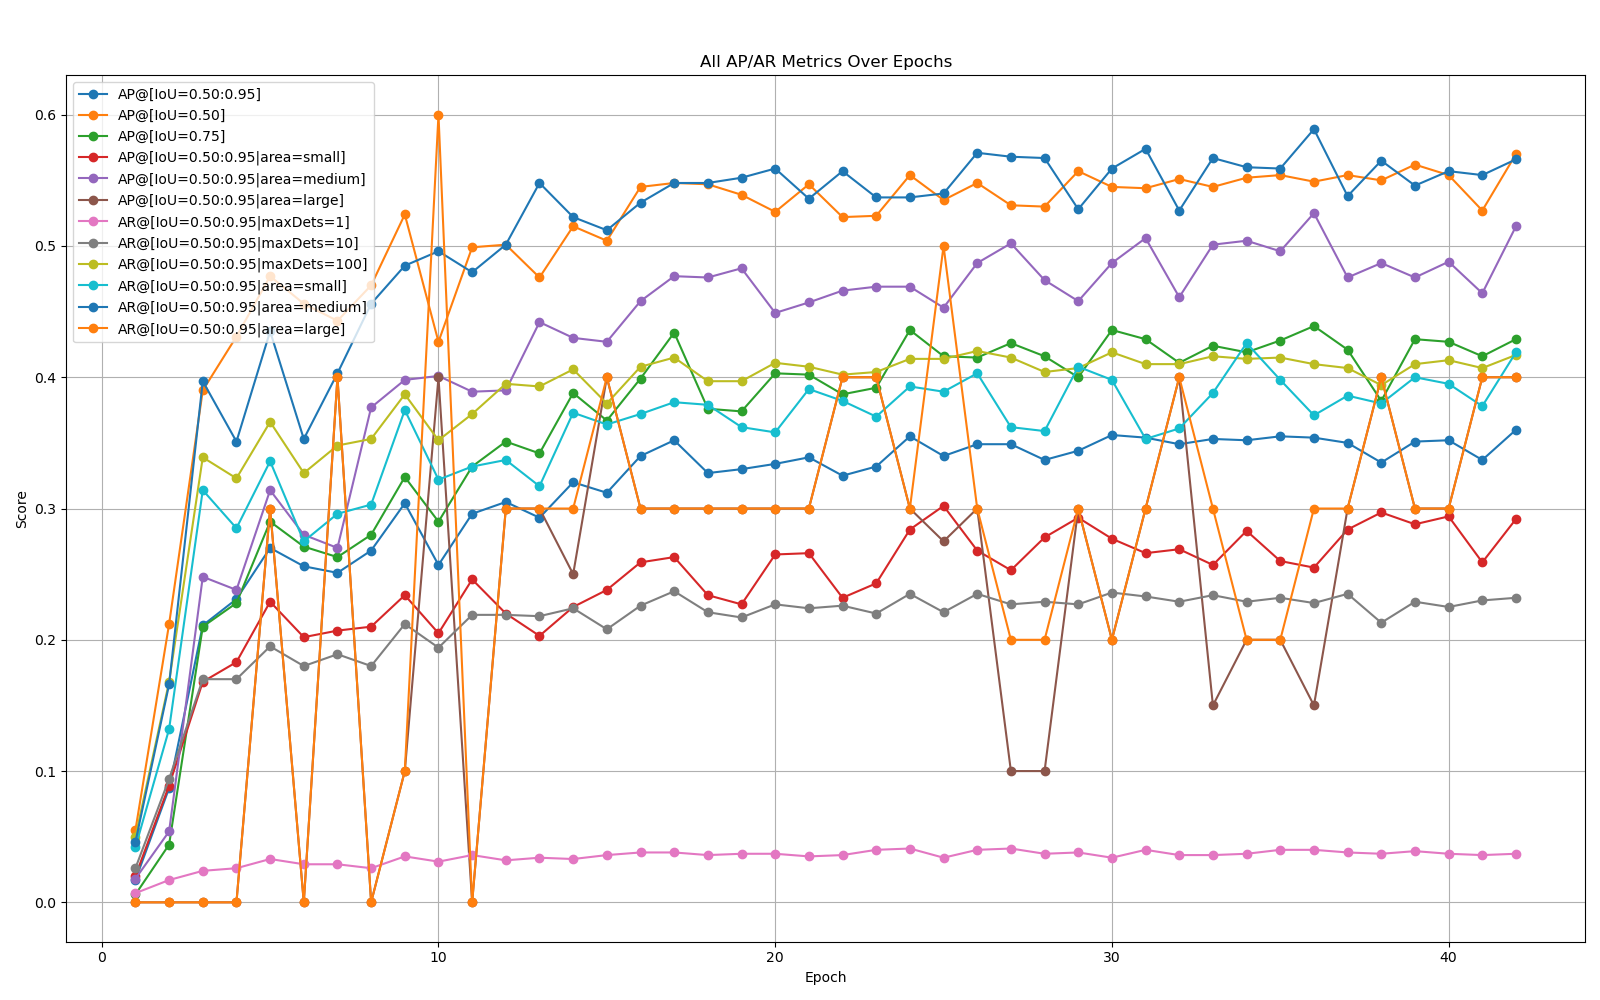 All AP/AR Metrics Over Epochs
AP@[IoU=0.50:0.95]
AP@[IoU=0.50]
AP@[IoU=0.75]
AP@[IoU=0.50:0.95|area=small]
AP@[IoU=0.50:0.95|area=medium]
AP@[IoU=0.50:0.95|area=large]
AR@[IoU=0.50:0.95|maxDets=1]
AR@[IoU=0.50:0.95|maxDets=10]
AR@[IoU=0.50:0.95|maxDets=100]
AR@[IoU=0.50:0.95|area=small]
AR@[IoU=0.50:0.95|area=medium]
AR@[IoU=0.50:0.95|area=large]
0.6
0.5
0.4
0.3
0.2
0.1
0.0
Score
0 10 20 30 40
Epoch